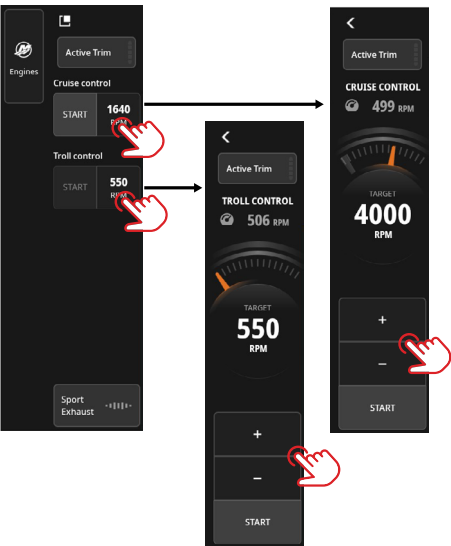 Active Trim
Engines
Cruise control
START
1640
RPM
Troll control
START
550
RPM
Sport
Exhaust
Active Trim
TROLL CONTROL
506 RPM
TARGET
550
RPM
+
−
START
Active Trim
CRUISE CONTROL
499 RPM
TARGET
4000
RPM
+
−
START